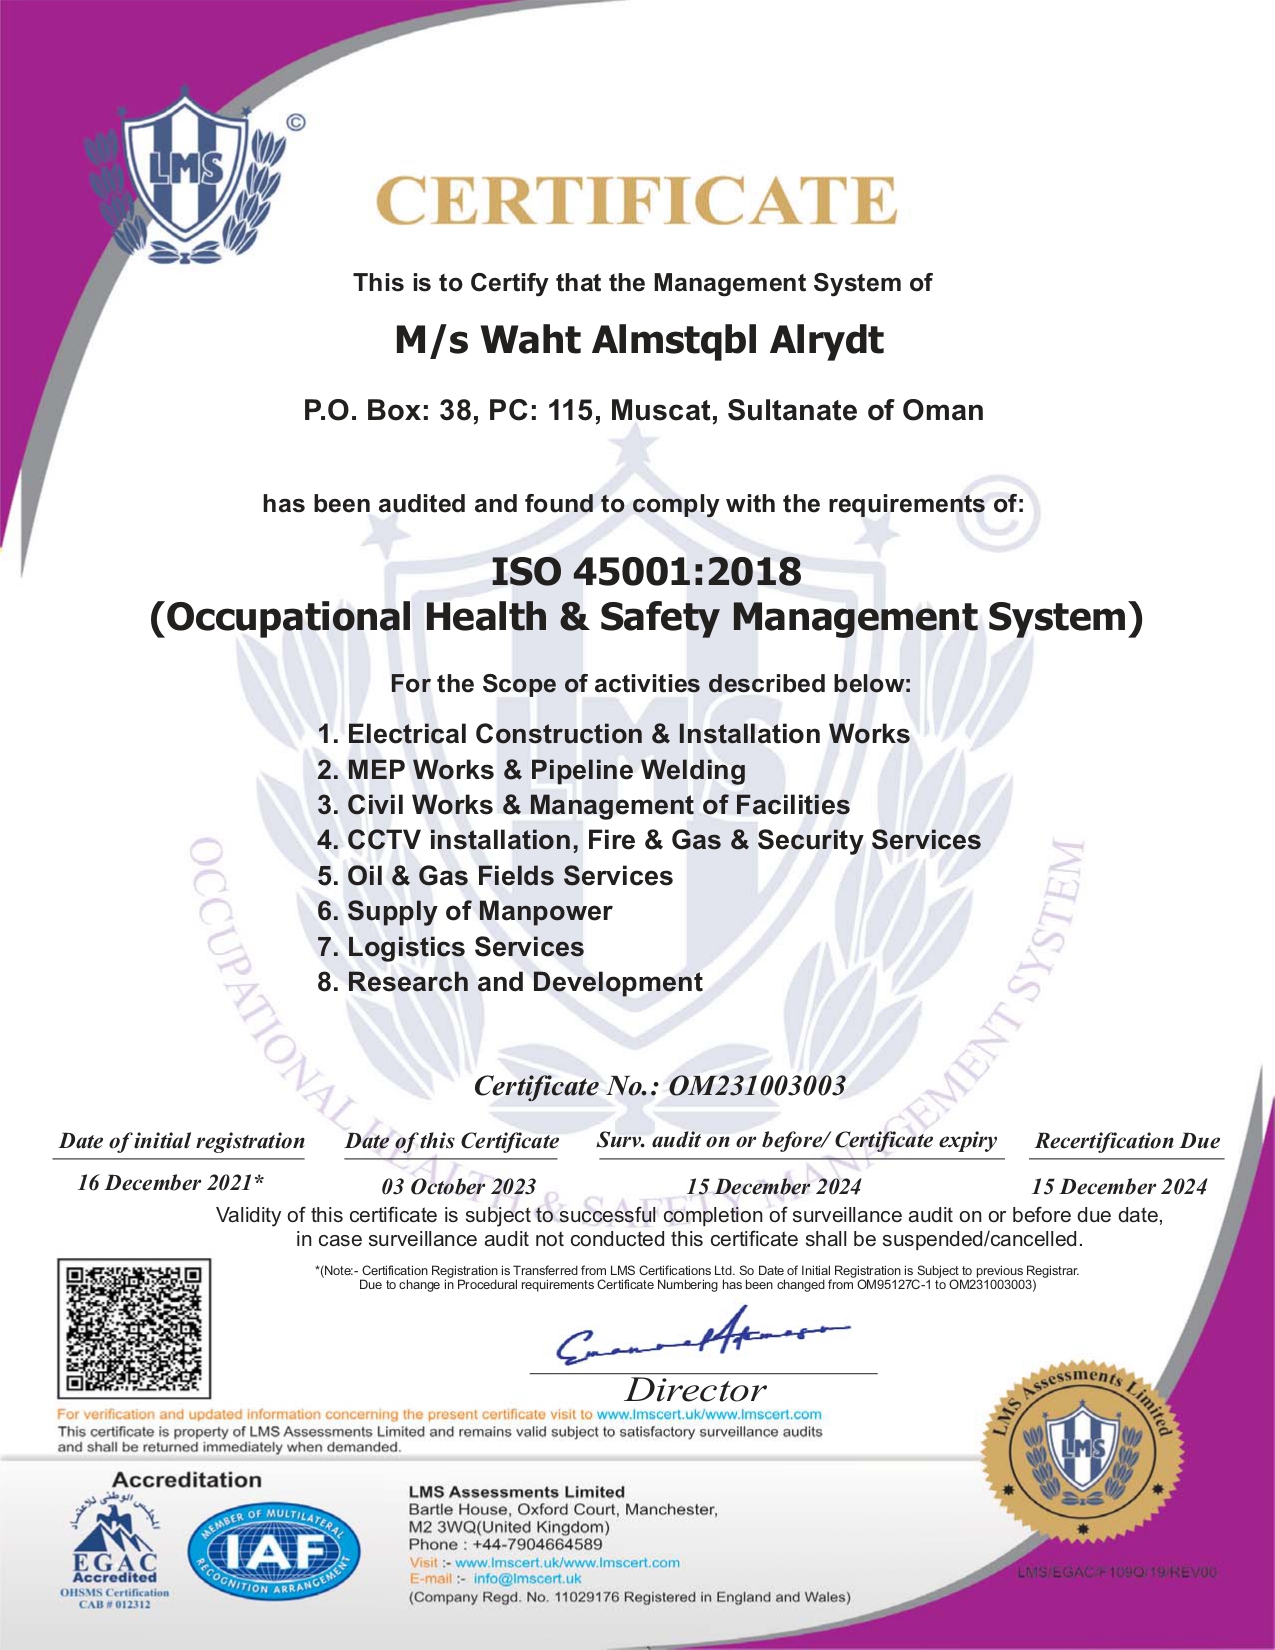 LMS
©
CERTIFICATE
This is to Certify that the Management System of
M/s Waht Almstqbl Alrydt
P.O. Box: 38, PC: 115, Muscat, Sultanate of Oman
has been audited and found to comply with the requirements of:
ISO 45001:2018
(Occupational Health & Safety Management System)
For the Scope of activities described below:
1. Electrical Construction & Installation Works
2. MEP Works & Pipeline Welding
3. Civil Works & Management of Facilities
4. CCTV installation, Fire & Gas & Security Services
5. Oil & Gas Fields Services
6. Supply of Manpower
7. Logistics Services
8. Research and Development
LMS
©
OCCUPATIONAL HEALTH & SAFETY MANAGEMENT SYSTEM
Certificate No.: OM231003003
Date of initial registration Date of this Certificate Surv. audit on or before/ Certificate expiry Recertification Due
16 December 2021* 03 October 2023 15 December 2024 15 December 2024
Validity of this certificate is subject to successful completion of surveillance audit on or before due date,
in case surveillance audit not conducted this certificate shall be suspended/cancelled.
*(Note:- Certification Registration is Transferred from LMS Certifications Ltd. So Date of Initial Registration is Subject to previous Registrar.
Due to change in Procedural requirements Certificate Numbering has been changed from OM95127C-1 to OM231003003)
Director
For verification and updated information concerning the present certificate visit to www.lmscert.uk/www.lmscert.com
This certificate is property of LMS Assessments Limited and remains valid subject to satisfactory surveillance audits
and shall be returned immediately when demanded.
LMS Assessments Limited
LMS
Accreditation
المجلس الوطني للاعتماد
EGAC
Accredited
OHSMS Certification
CAB # 012312
MEMBER OF MULTILATERAL
IAF
RECOGNITION ARRANGEMENT
LMS Assessments Limited
Bartle House, Oxford Court, Manchester,
M2 3WQ(United Kingdom)
Phone : +44-7904664589
Visit :- www.lmscert.uk/www.lmscert.com
E-mail :- info@lmscert.uk
(Company Regd. No. 11029176 Registered in England and Wales)
LMS/EGAC/F109O/19/REV00